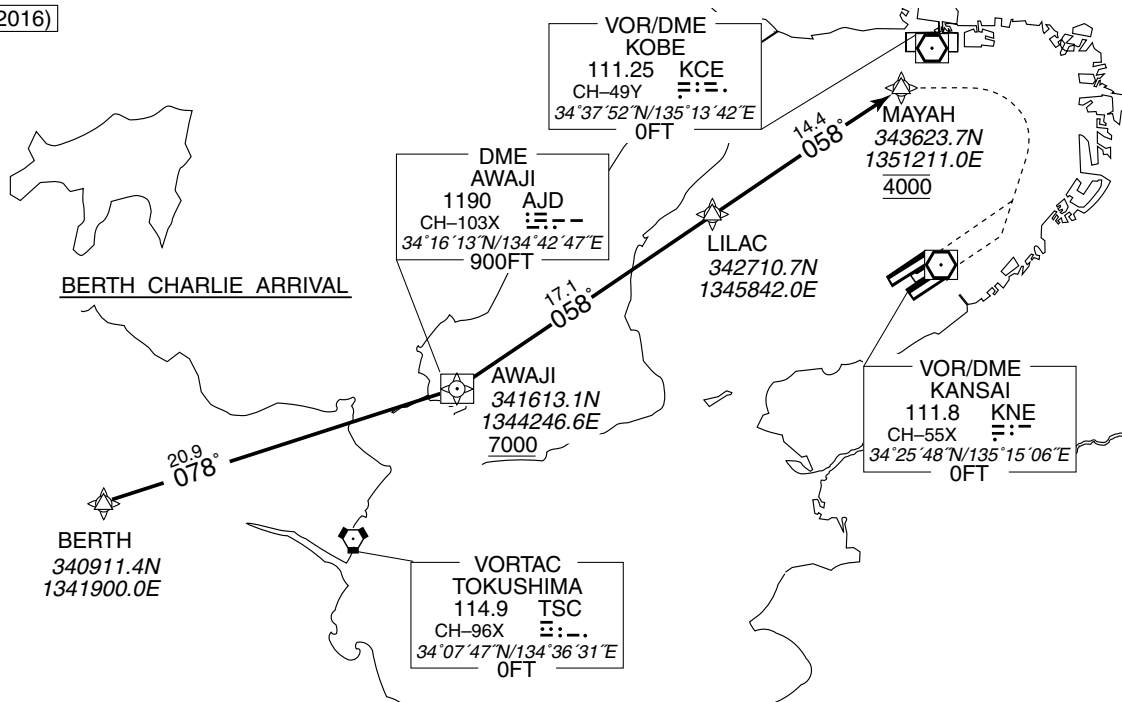 2016)
VOR/DME
KOBE
111.25 KCE
CH–49Y
34°37´52˝N/135°13´42˝E
0FT
MAYAH
343623.7N
1351211.0E
4000
14.4
058°
DME
AWAJI
1190 AJD
CH–103X
34°16´13˝N/134°42´47˝E
900FT
LILAC
342710.7N
1345842.0E
BERTH CHARLIE ARRIVAL
17.1
058°
AWAJI
341613.1N
1344246.6E
7000
VOR/DME
KANSAI
111.8 KNE
CH–55X
34°25´48˝N/135°15´06˝E
0FT
20.9
078°
BERTH
340911.4N
1341900.0E
VORTAC
TOKUSHIMA
114.9 TSC
CH–96X
34°07´47˝N/134°36´31˝E
0FT